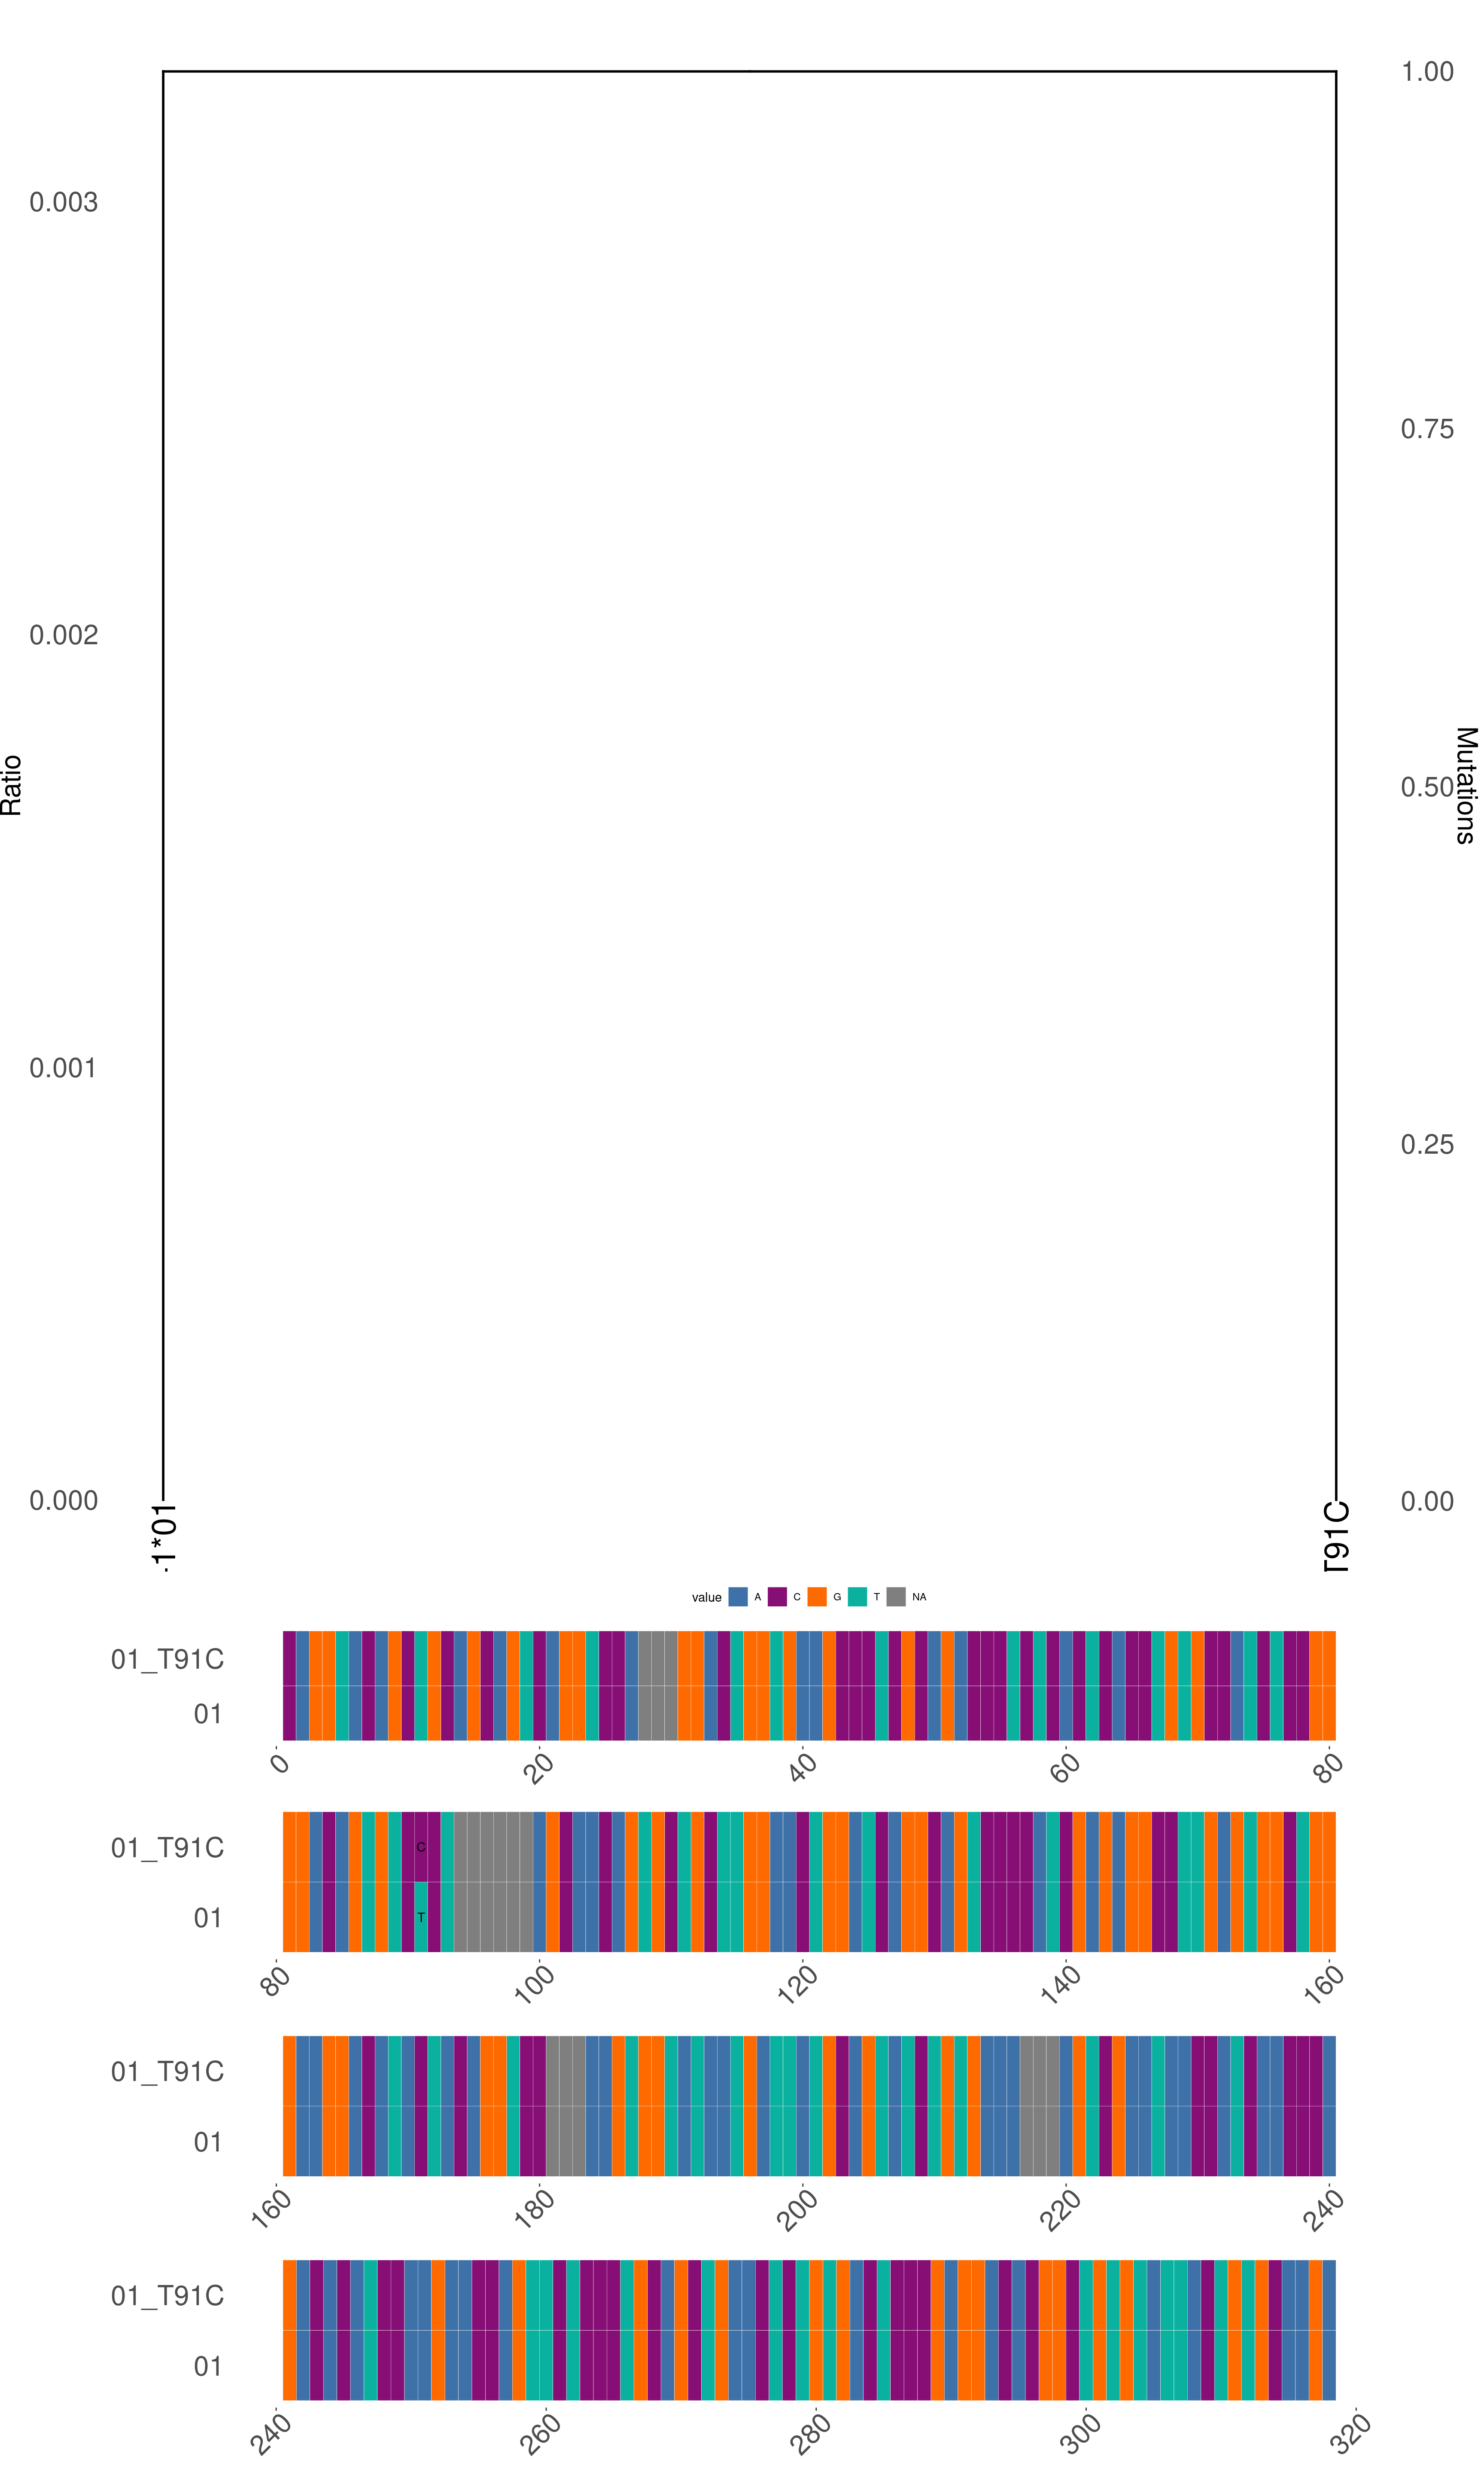 1.00
0.003
0.75
0.002
Ratio
Mutations
0.50
0.001
0.25
0.000
0.00
1*01
T91C
value A C G T NA
01_T91C
01
0 20 40 60 80
01_T91C
C
01
T
80 100 120 140 160
01_T91C
01
160 180 200 220 240
01_T91C
01
240 260 280 300 320